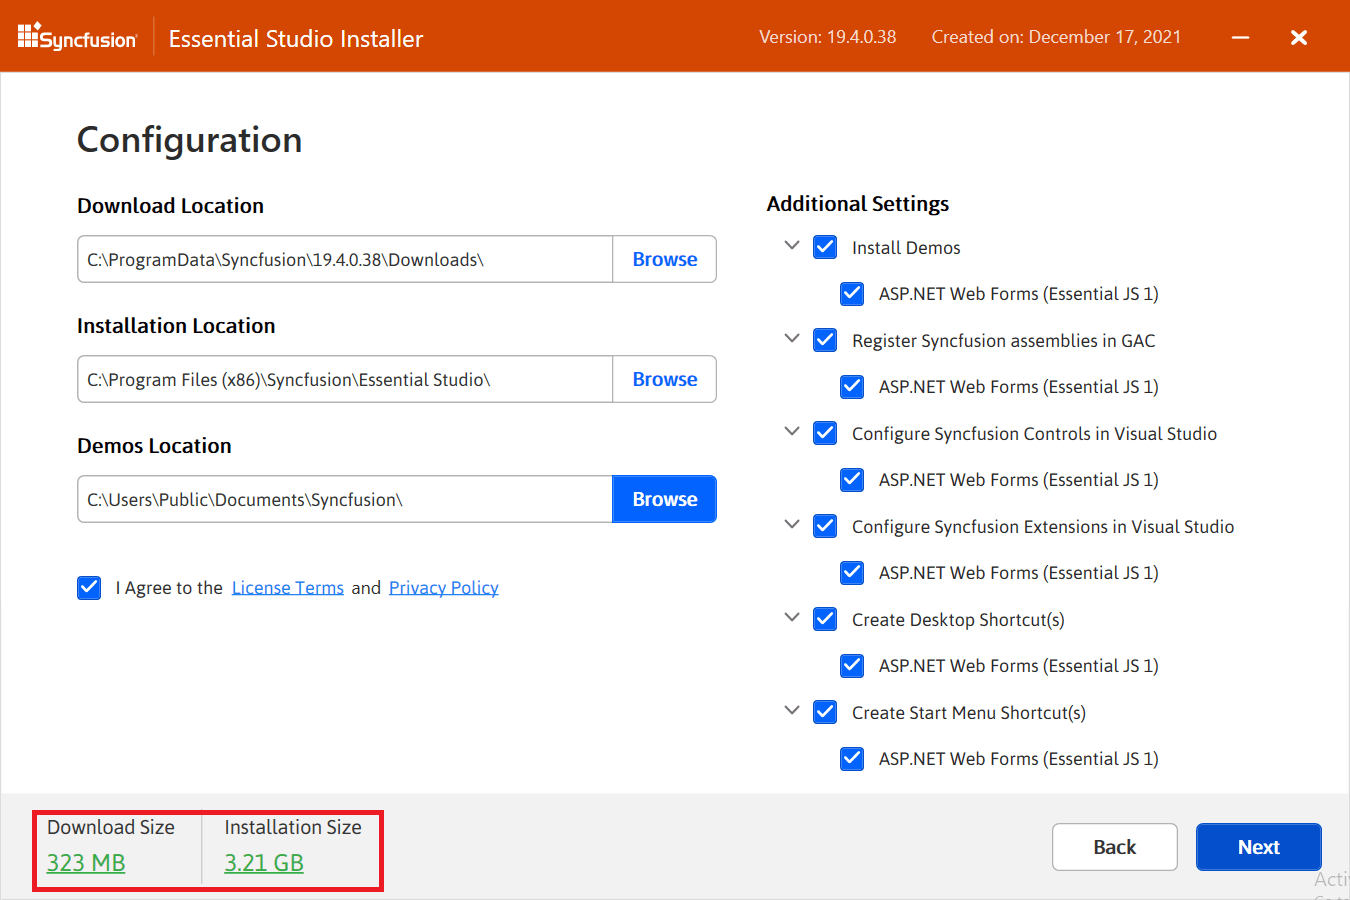 Syncfusion
Essential Studio Installer
Version: 19.4.0.38
Created on: December 17, 2021
Configuration
Download Location
C:\ProgramData\Syncfusion\19.4.0.38\Downloads\
Browse
Installation Location
C:\Program Files (x86)\Syncfusion\Essential Studio\
Browse
Demos Location
C:\Users\Public\Documents\Syncfusion\
Browse
I Agree to the License Terms and Privacy Policy
Additional Settings
Install Demos
ASP.NET Web Forms (Essential JS 1)
Register Syncfusion assemblies in GAC
ASP.NET Web Forms (Essential JS 1)
Configure Syncfusion Controls in Visual Studio
ASP.NET Web Forms (Essential JS 1)
Configure Syncfusion Extensions in Visual Studio
ASP.NET Web Forms (Essential JS 1)
Create Desktop Shortcut(s)
ASP.NET Web Forms (Essential JS 1)
Create Start Menu Shortcut(s)
ASP.NET Web Forms (Essential JS 1)
Download Size
323 MB
Installation Size
3.21 GB
Back
Next
Acti